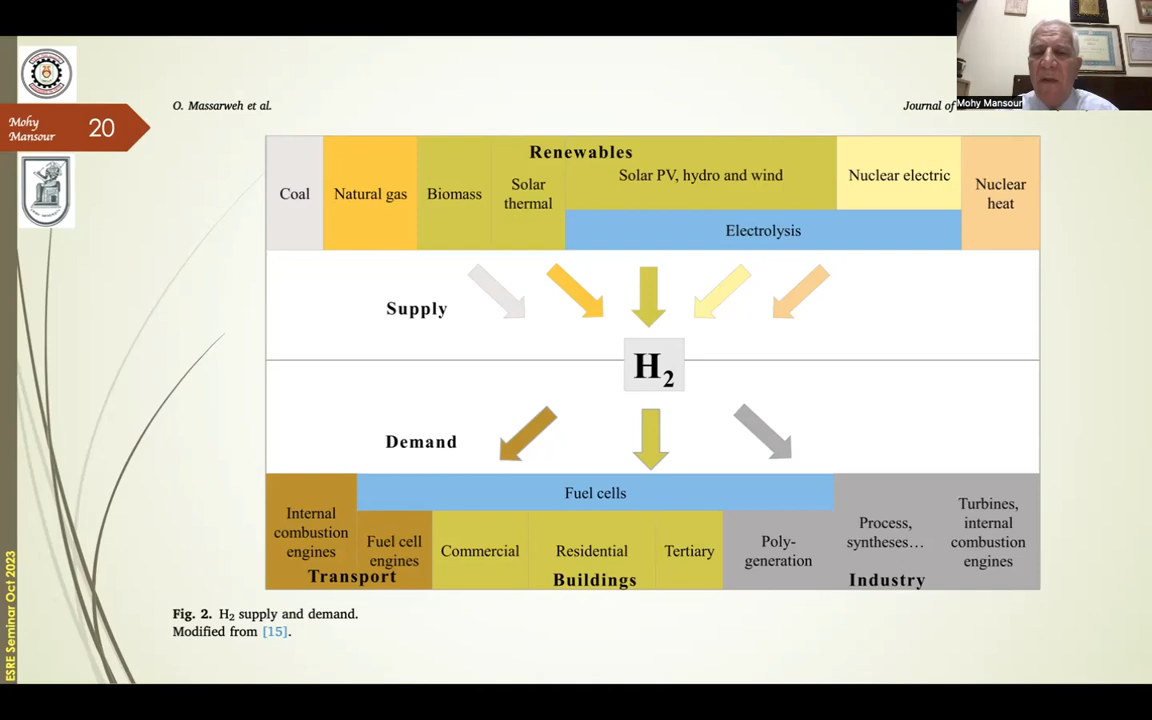 Mohy Mansour
O. Massarweh et al.
Journal of
Mohy
Mansour
20
Renewables
Coal
Natural gas
Biomass
Solar
thermal
Solar PV, hydro and wind
Nuclear electric
Nuclear
heat
Electrolysis
Supply
H2
Demand
Fuel cells
Internal
combustion
engines
Fuel cell
engines
Transport
Commercial
Residential
Tertiary
Buildings
Poly-
generation
Process,
syntheses…
Turbines,
internal
combustion
engines
Industry
Fig. 2. H2 supply and demand.
Modified from [15].
ESRE Seminar Oct 2023